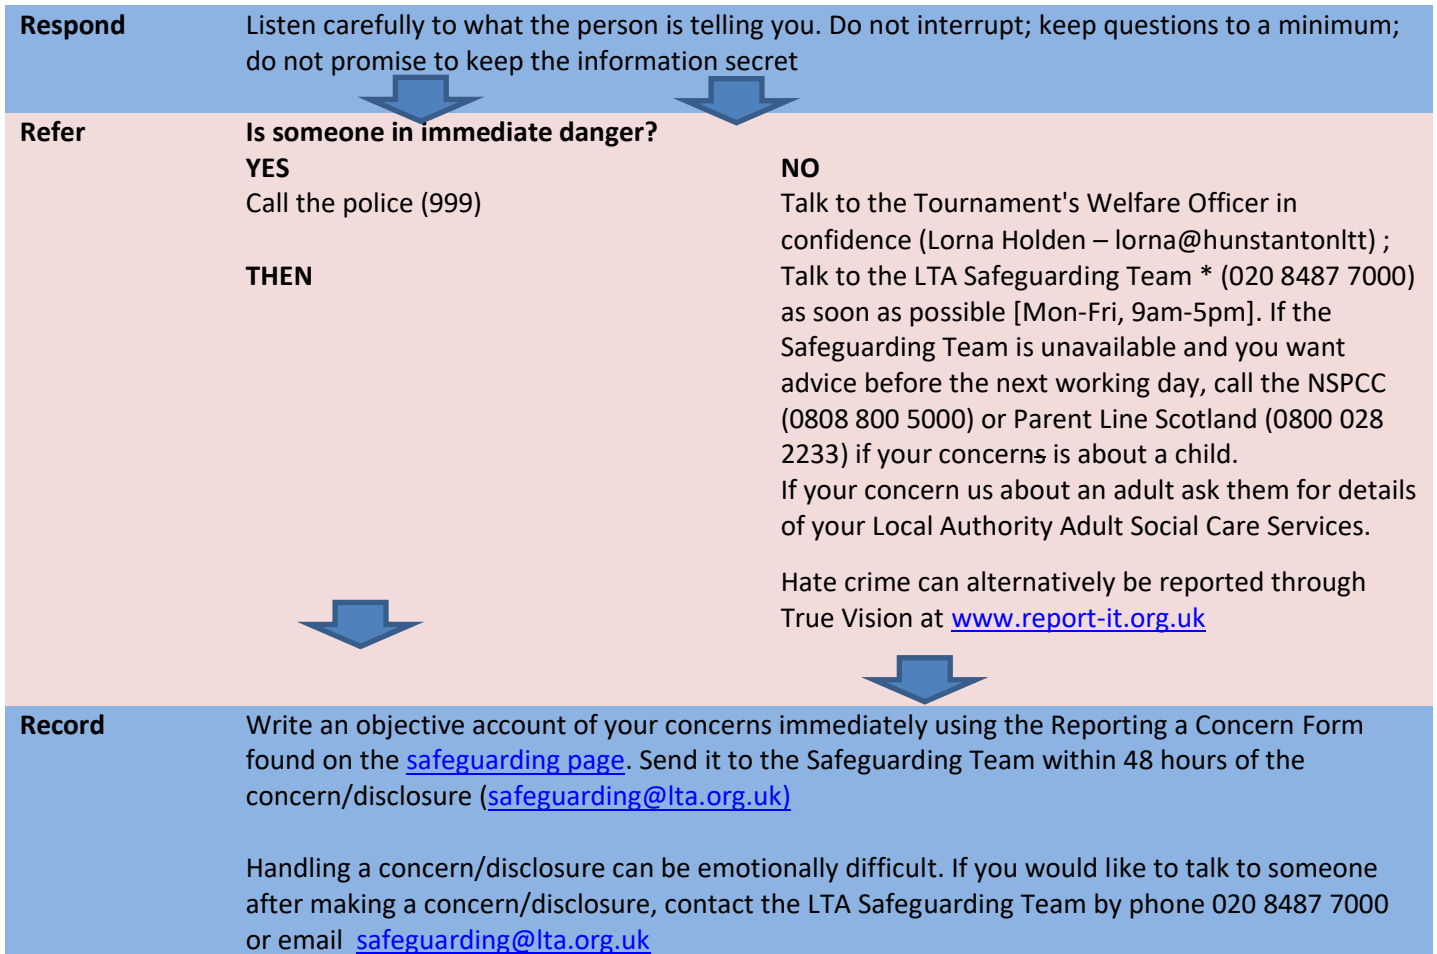 Respond
Listen carefully to what the person is telling you. Do not interrupt; keep questions to a minimum;
do not promise to keep the information secret
Refer
Is someone in immediate danger?
YES
Call the police (999)
THEN
NO
Talk to the Tournament's Welfare Officer in
confidence (Lorna Holden – lorna@hunstantonltt) ;
Talk to the LTA Safeguarding Team * (020 8487 7000)
as soon as possible [Mon-Fri, 9am-5pm]. If the
Safeguarding Team is unavailable and you want
advice before the next working day, call the NSPCC
(0808 800 5000) or Parent Line Scotland (0800 028
2233) if your concerns is about a child.
If your concern us about an adult ask them for details
of your Local Authority Adult Social Care Services.
Hate crime can alternatively be reported through
True Vision at www.report-it.org.uk
Record
Write an objective account of your concerns immediately using the Reporting a Concern Form
found on the safeguarding page. Send it to the Safeguarding Team within 48 hours of the
concern/disclosure (safeguarding@lta.org.uk)
Handling a concern/disclosure can be emotionally difficult. If you would like to talk to someone
after making a concern/disclosure, contact the LTA Safeguarding Team by phone 020 8487 7000
or email safeguarding@lta.org.uk